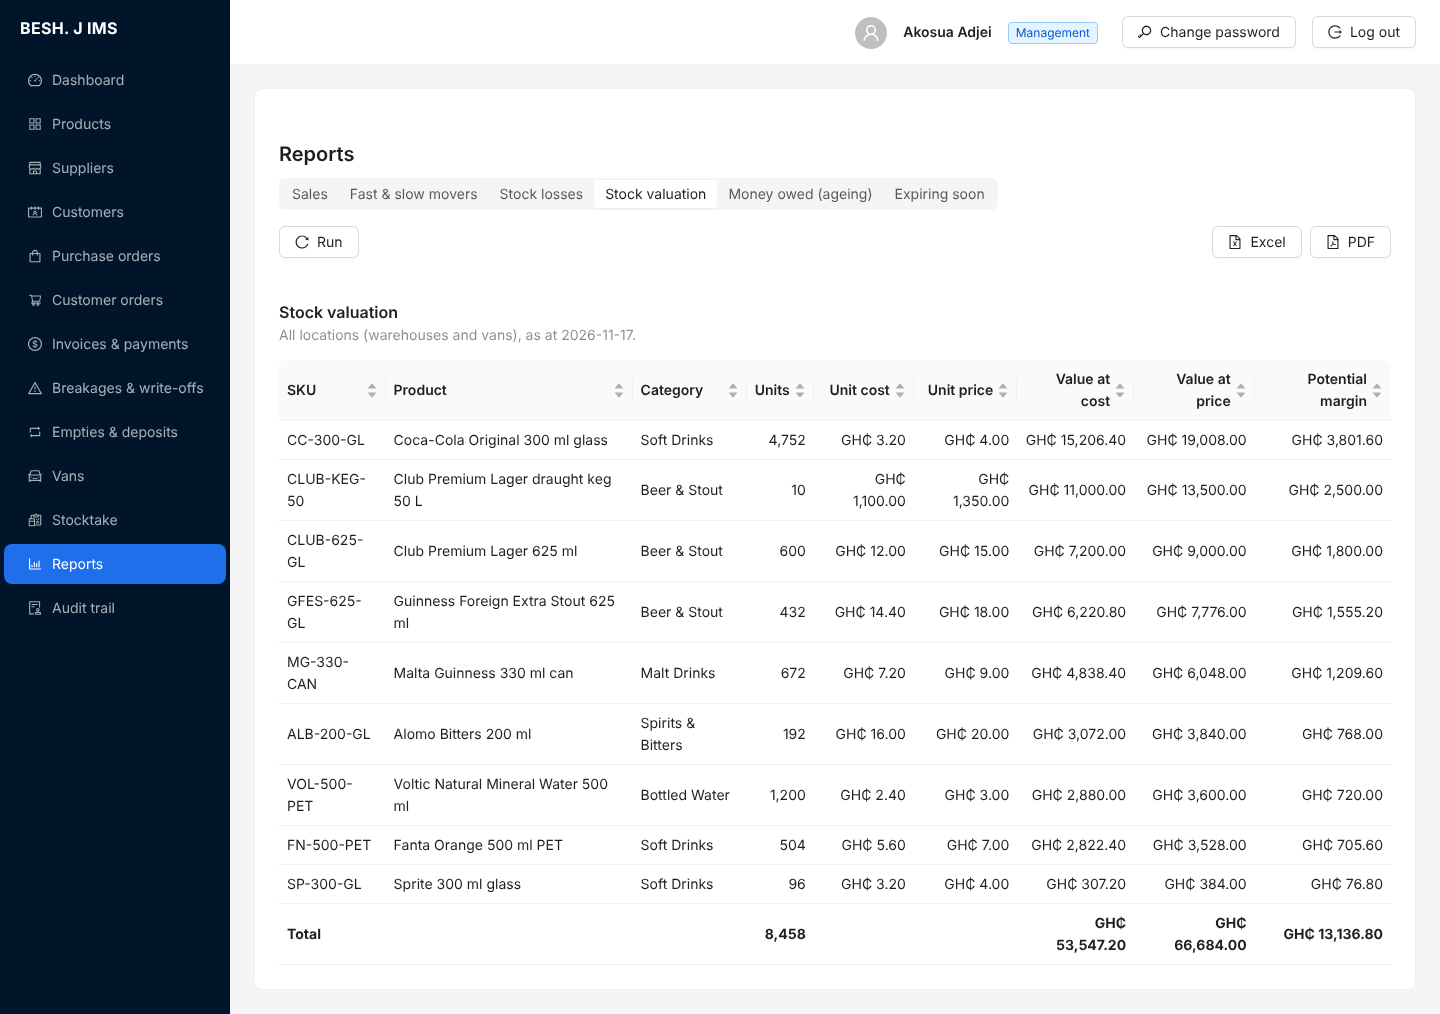 BESH. J IMS
Akosua Adjei
Management
Change password
Log out
Dashboard
Products
Suppliers
Customers
Purchase orders
Customer orders
Invoices & payments
Breakages & write-offs
Empties & deposits
Vans
Stocktake
Reports
Audit trail
Reports
Sales Fast & slow movers Stock losses Stock valuation Money owed (ageing) Expiring soon
Run Excel PDF
Stock valuation
All locations (warehouses and vans), as at 2026-11-17.
SKU Product Category Units Unit cost Unit price Value at cost Value at price Potential margin
CC-300-GL Coca-Cola Original 300 ml glass Soft Drinks 4,752 GH₵ 3.20 GH₵ 4.00 GH₵ 15,206.40 GH₵ 19,008.00 GH₵ 3,801.60
CLUB-KEG-50 Club Premium Lager draught keg 50 L Beer & Stout 10 GH₵ 1,100.00 GH₵ 1,350.00 GH₵ 11,000.00 GH₵ 13,500.00 GH₵ 2,500.00
CLUB-625-GL Club Premium Lager 625 ml Beer & Stout 600 GH₵ 12.00 GH₵ 15.00 GH₵ 7,200.00 GH₵ 9,000.00 GH₵ 1,800.00
GFES-625-GL Guinness Foreign Extra Stout 625 ml Beer & Stout 432 GH₵ 14.40 GH₵ 18.00 GH₵ 6,220.80 GH₵ 7,776.00 GH₵ 1,555.20
MG-330-CAN Malta Guinness 330 ml can Malt Drinks 672 GH₵ 7.20 GH₵ 9.00 GH₵ 4,838.40 GH₵ 6,048.00 GH₵ 1,209.60
ALB-200-GL Alomo Bitters 200 ml Spirits & Bitters 192 GH₵ 16.00 GH₵ 20.00 GH₵ 3,072.00 GH₵ 3,840.00 GH₵ 768.00
VOL-500-PET Voltic Natural Mineral Water 500 ml Bottled Water 1,200 GH₵ 2.40 GH₵ 3.00 GH₵ 2,880.00 GH₵ 3,600.00 GH₵ 720.00
FN-500-PET Fanta Orange 500 ml PET Soft Drinks 504 GH₵ 5.60 GH₵ 7.00 GH₵ 2,822.40 GH₵ 3,528.00 GH₵ 705.60
SP-300-GL Sprite 300 ml glass Soft Drinks 96 GH₵ 3.20 GH₵ 4.00 GH₵ 307.20 GH₵ 384.00 GH₵ 76.80
Total 8,458 GH₵ 53,547.20 GH₵ 66,684.00 GH₵ 13,136.80